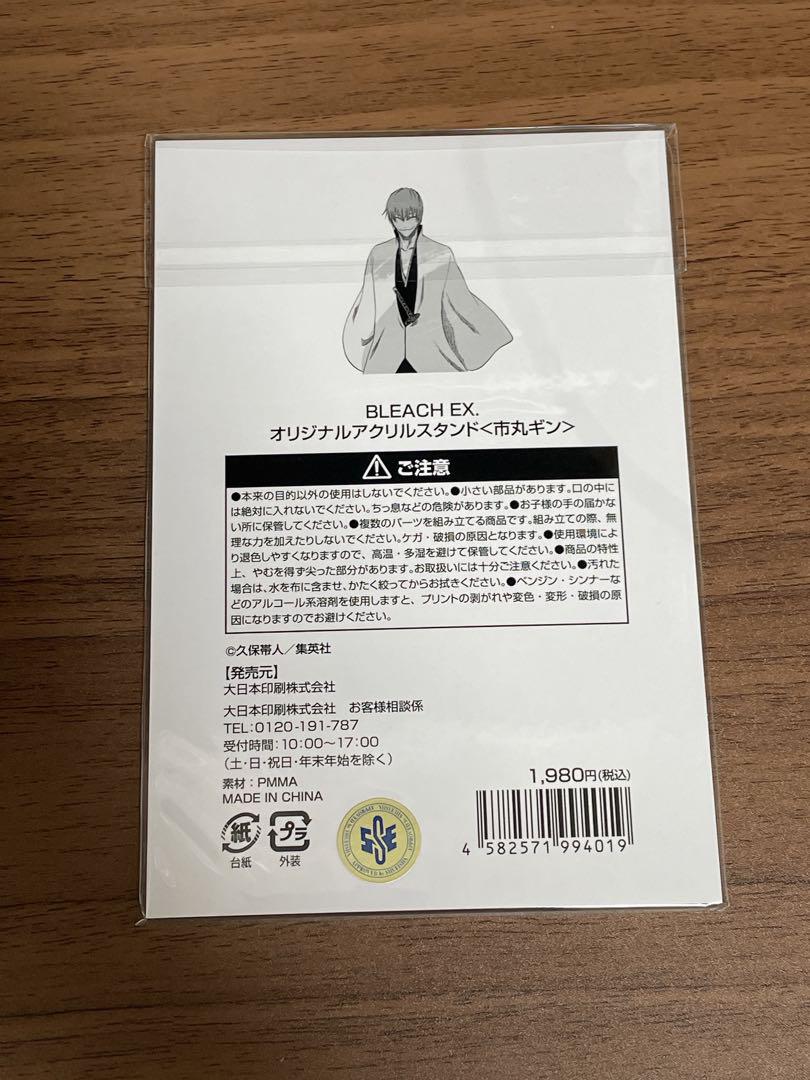 BLEACH EX.
オリジナルアクリルスタンド<市丸ギン>
ご注意
●本来の目的以外の使用はしないでください。●小さい部品があります。口の中に
は絶対に入れないでください。ちっ息などの危険があります。●お子様の手の届かな
い所に保管してください。●複数のパーツを組み立てる商品です。組み立ての際、無
理な力を加えたりしないでください。ケガ・破損の原因となります。●使用環境によ
り退色しやすくなりますので、高温・多湿を避けて保管してください。●商品の特性
上、やむを得ず尖った部分があります。お取扱いには十分ご注意ください。●汚れた
場合は、水を布に含ませ、かたく絞ってからお拭きください。●ベンジン・シンナーな
どのアルコール系溶剤を使用しますと、プリントの剥がれや変色・変形・破損の原
因になりますのでお避けください。
©久保帯人/集英社
【発売元】
大日本印刷株式会社
大日本印刷株式会社 お客様相談係
TEL:0120-191-787
受付時間:10:00～17:00
(土・日・祝日・年末年始を除く)
素材:PMMA
MADE IN CHINA
紙
台紙
プラ
外装
SSE
1,980円(税込)
4 582571 994019